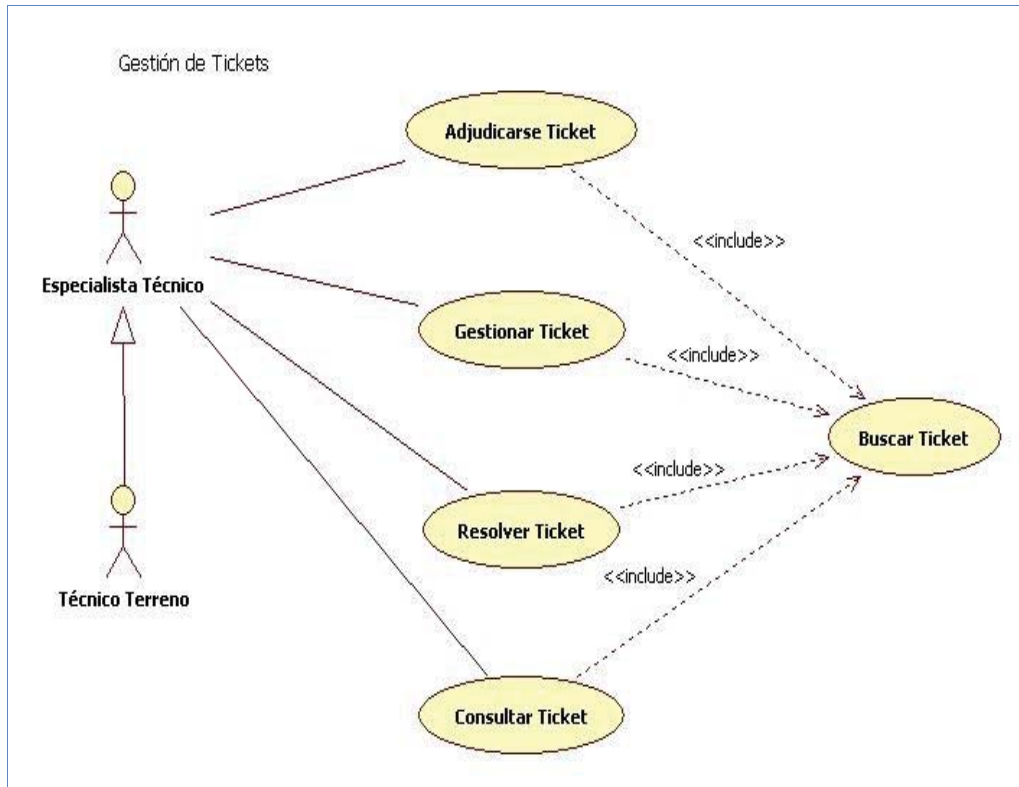 Gestión de Tickets
Adjudicarse Ticket
<<include>>
Especialista Técnico
Gestionar Ticket
<<include>>
Buscar Ticket
<<include>>
Resolver Ticket
<<include>>
Técnico Terreno
Consultar Ticket